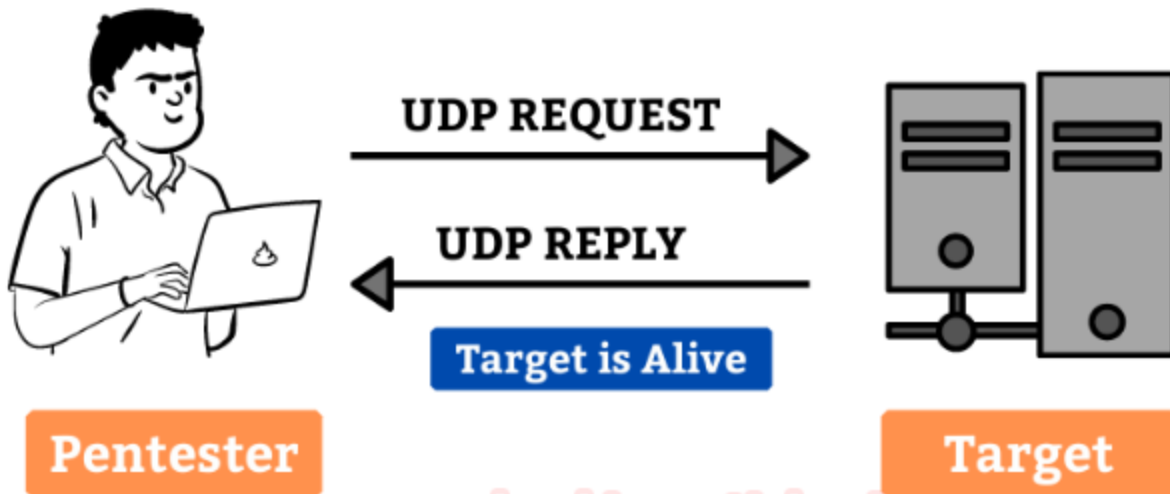 UDP REQUEST
UDP REPLY
Target is Alive
Pentester
Target